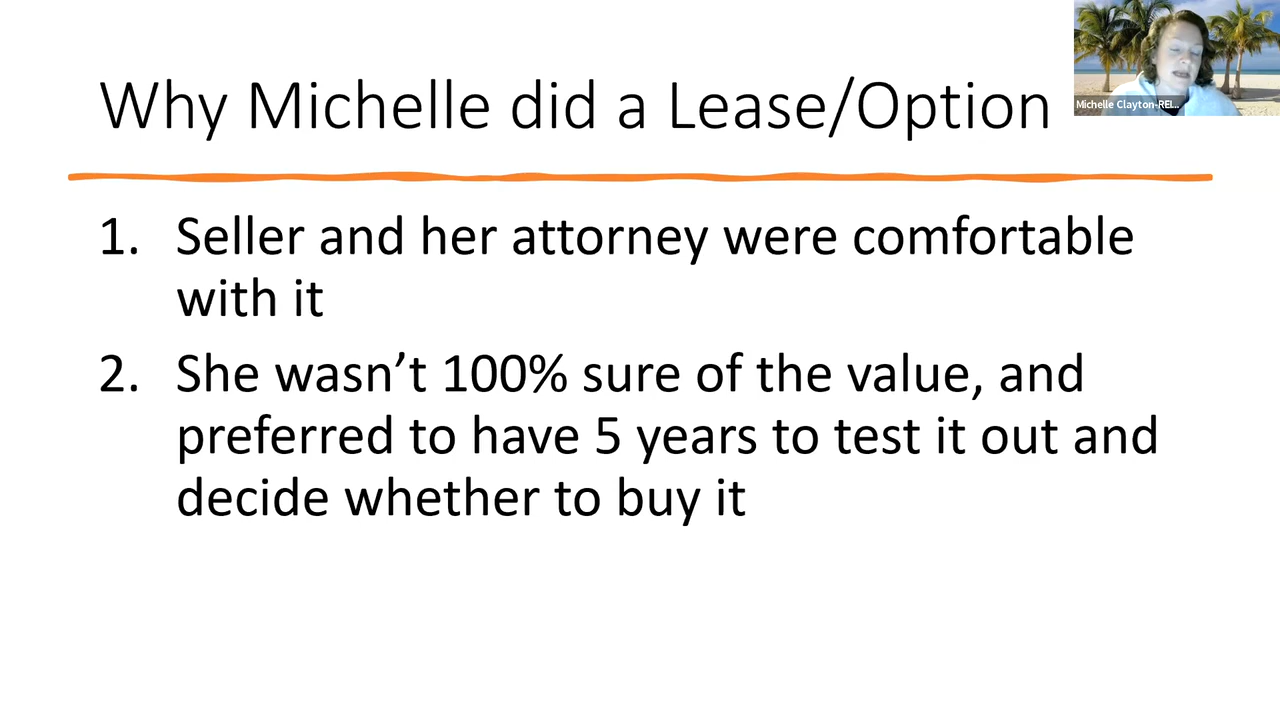 Why Michelle did a Lease/Option
Michelle Clayton-REI...
1. Seller and her attorney were comfortable
with it
2. She wasn’t 100% sure of the value, and
preferred to have 5 years to test it out and
decide whether to buy it